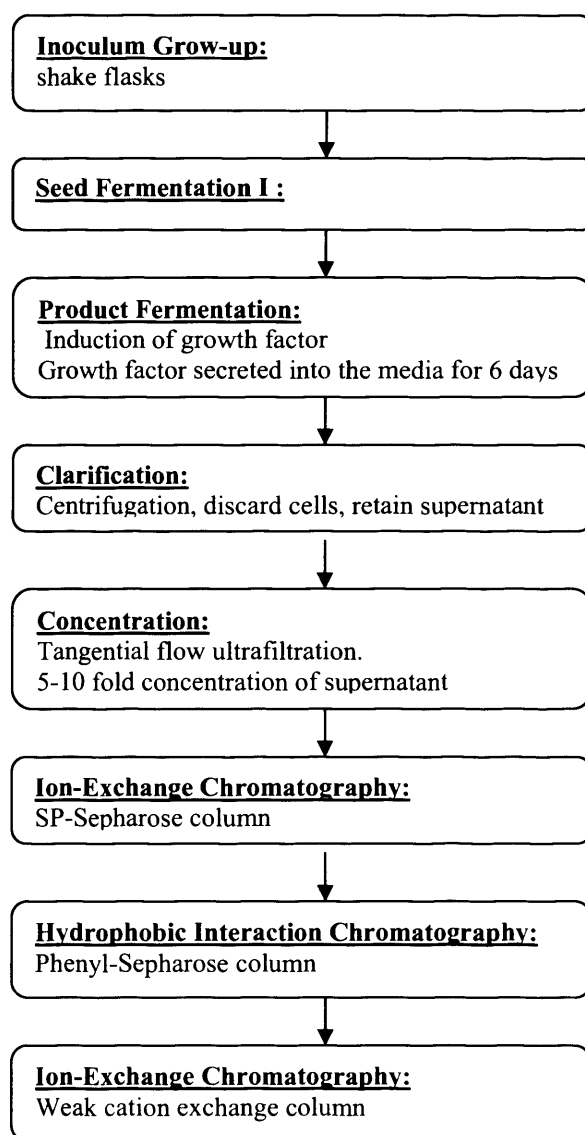 Inoculum Grow-up:
shake flasks
Seed Fermentation I :
Product Fermentation:
Induction of growth factor
Growth factor secreted into the media for 6 days
Clarification:
Centrifugation, discard cells, retain supernatant
Concentration:
Tangential flow ultrafiltration.
5-10 fold concentration of supernatant
Ion-Exchange Chromatography:
SP-Sepharose column
Hydrophobic Interaction Chromatography:
Phenyl-Sepharose column
Ion-Exchange Chromatography:
Weak cation exchange column